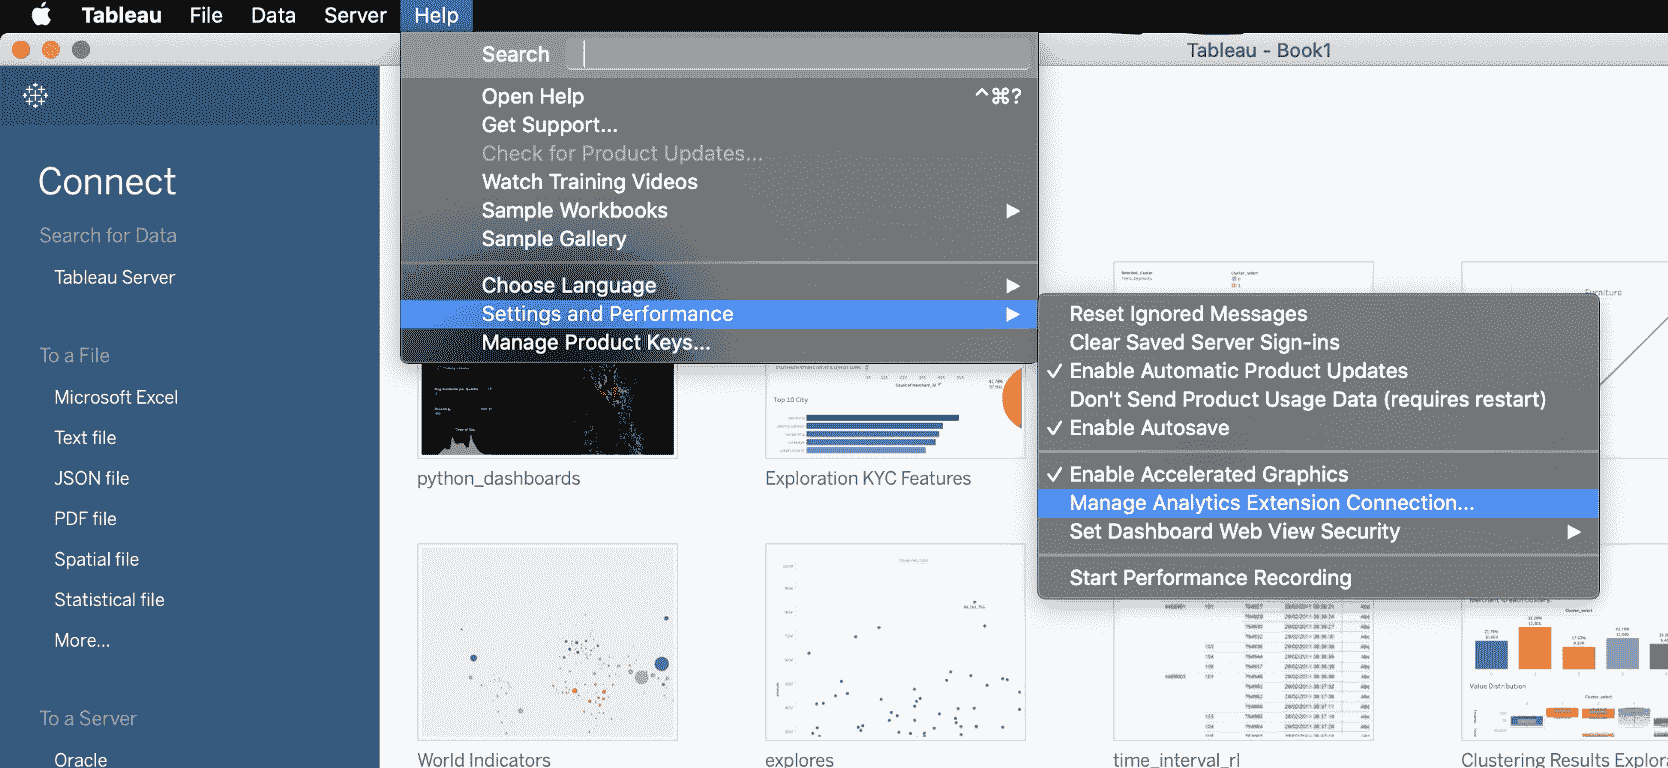 Tableau File Data Server Help
Tableau - Book1
Search
Open Help ^⌘?
Get Support...
Check for Product Updates...
Watch Training Videos
Sample Workbooks
Sample Gallery
Choose Language
Settings and Performance
Manage Product Keys...
Reset Ignored Messages
Clear Saved Server Sign-ins
Enable Automatic Product Updates
Don't Send Product Usage Data (requires restart)
Enable Autosave
Enable Accelerated Graphics
Manage Analytics Extension Connection...
Set Dashboard Web View Security
Start Performance Recording
Connect
Search for Data
Tableau Server
To a File
Microsoft Excel
Text file
JSON file
PDF file
Spatial file
Statistical file
More...
To a Server
Oracle
Furniture
Top 10 City
python_dashboards
Exploration KYC Features
Value Distribution
World Indicators
explores
time_interval_rl
Clustering Results Explora